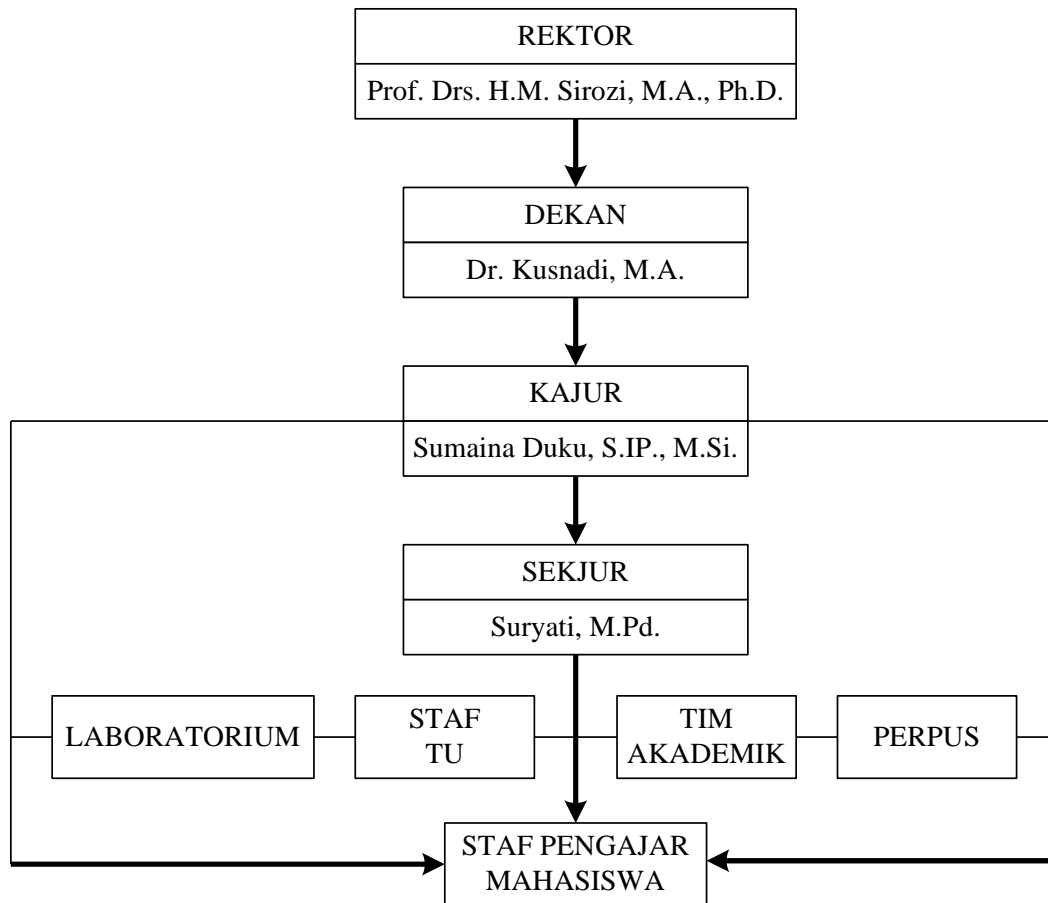 REKTOR
Prof. Drs. H.M. Sirozi, M.A., Ph.D.
DEKAN
Dr. Kusnadi, M.A.
KAJUR
Sumaina Duku, S.IP., M.Si.
SEKJUR
Suryati, M.Pd.
LABORATORIUM
STAF
TU
TIM
AKADEMIK
PERPUS
STAF PENGAJAR
MAHASISWA